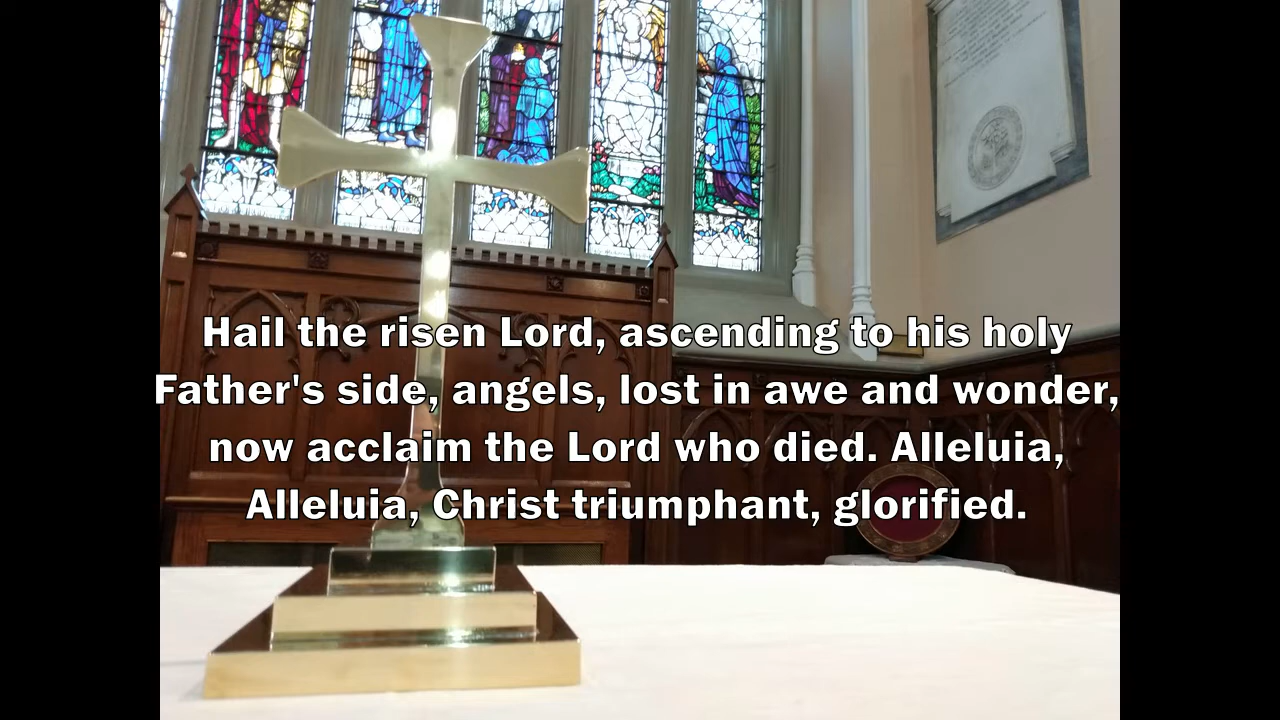 Hail the risen Lord, ascending to his holy
Father's side, angels, lost in awe and wonder,
now acclaim the Lord who died. Alleluia,
Alleluia, Christ triumphant, glorified.